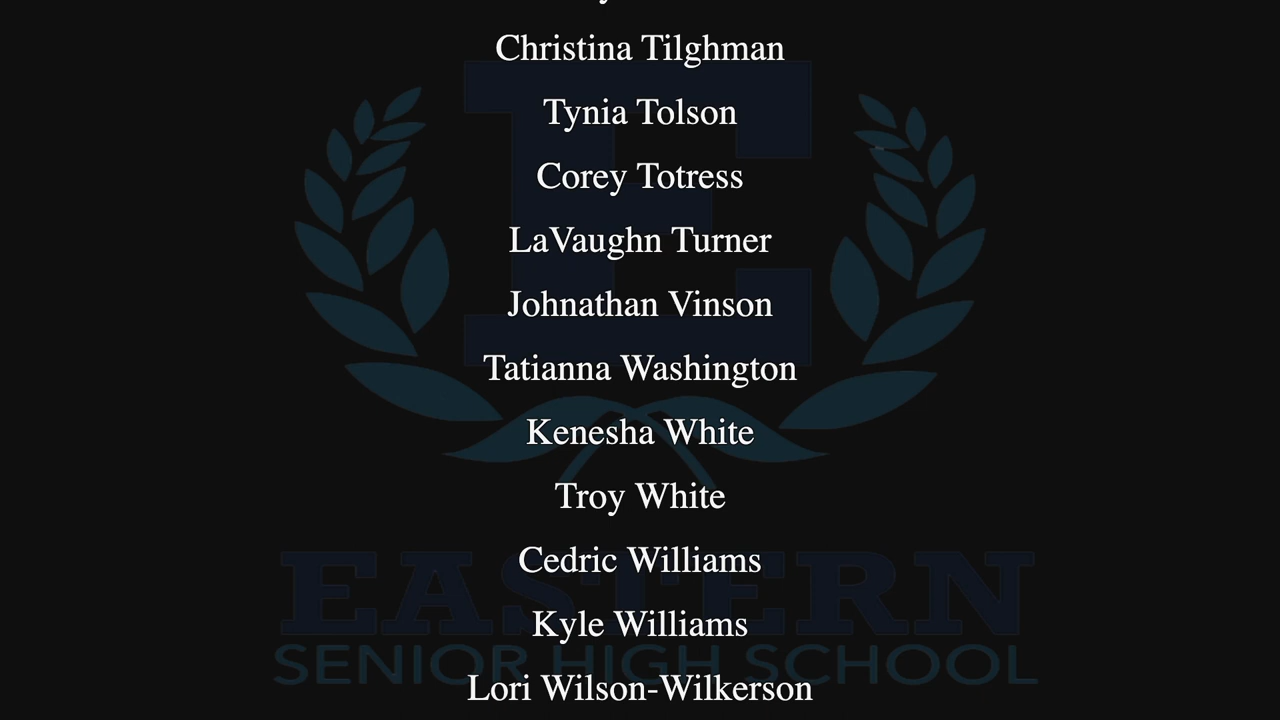 Christina Tilghman
Tynia Tolson
Corey Totress
LaVaughn Turner
Johnathan Vinson
Tatianna Washington
Kenesha White
Troy White
Cedric Williams
Kyle Williams
EASTERN
SENIOR HIGH SCHOOL
Lori Wilson-Wilkerson
E